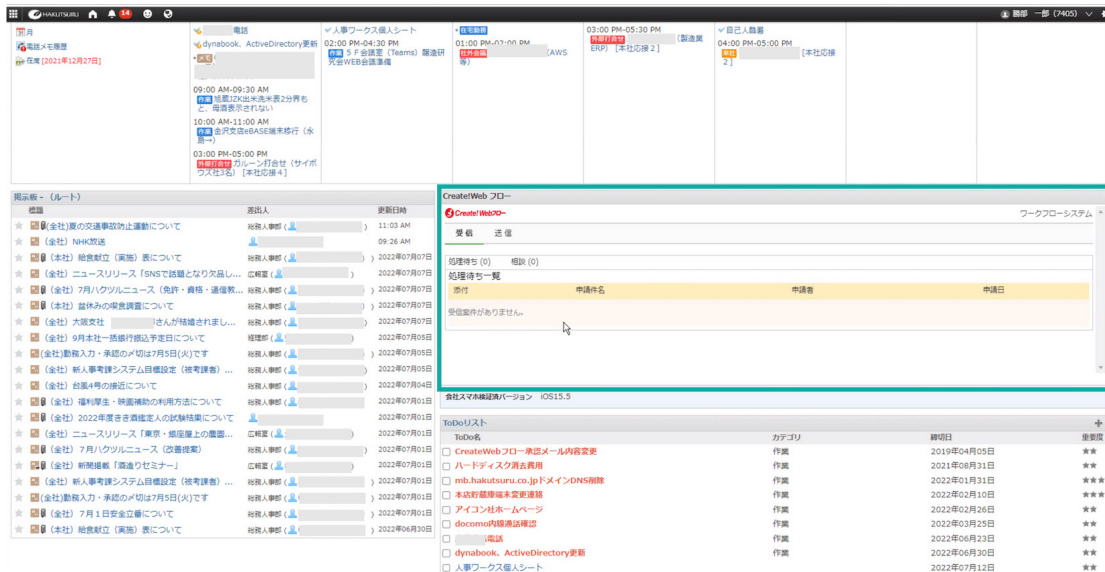 HAKUTSURU 14 勝部 一郎 (7405)
月
電話メモ履歴
在席 [2021年12月27日]
電話
dynabook、ActiveDirectory更新
メモ
09:00 AM-09:30 AM
作業 旭蔵JZK出米洗米表2分界も
と、毋酒表示されない
10:00 AM-11:00 AM
作業 金沢支店eBASE端末移行（永
島→）
03:00 PM-05:00 PM
外部打合せ ガルーン打合せ（サイボ
ウズ社3名） [本社応接４]
人事ワークス個人シート
02:00 PM-04:30 PM
作業 ５Ｆ会議室（Teams）醸造研
究会WEB会議準備
在宅勤務
01:00 PM-02:00 PM
社外会議 (AWS
等)
03:00 PM-05:30 PM
外部打合せ （製造業
ERP） [本社応接２]
自己人酷暑
04:00 PM-05:00 PM
来社 [本社応接
2]
掲示板 - （ルート）
標題 差出人 更新日時
(全社)夏の交通事故防止運動について 総務人事部 ( ) 11:03 AM
（全社）NHK放送 09:26 AM
（本社）給食献立（実施）表について 総務人事部 ( ) 2022年07月07日
（全社）ニュースリリース「SNSで話題となり欠品し... 広報室 ( ) 2022年07月07日
（全社）7月ハクツルニュース（免許・資格・通信教... 総務人事部 ( ) 2022年07月07日
（本社）盆休みの喫食調査について 総務人事部 ( ) 2022年07月07日
（全社）大阪支社 さんが結婚されまし... 総務人事部 ( ) 2022年07月07日
（全社）9月本社一括銀行振込予定日について 経理部 ( ) 2022年07月05日
(全社)勤務入力・承認の〆切は7月5日(火)です 総務人事部 ( ) 2022年07月05日
（全社）新人事考課システム目標設定（被考課者）... 総務人事部 ( ) 2022年07月05日
（全社）台風4号の接近について 総務人事部 ( ) 2022年07月04日
（全社）福利厚生・映画補助の利用方法について 総務人事部 ( ) 2022年07月01日
（全社）2022年度きき酒鑑定人の試験結果について 2022年07月01日
（全社）ニュースリリース「東京・銀座屋上の農園... 広報室 ( ) 2022年07月01日
（全社）７月ハクツルニュース（改善提案） 総務人事部 ( ) 2022年07月01日
（全社）新聞掲載「酒造りセミナー」 広報室 ( ) 2022年07月01日
（全社）新人事考課システム目標設定（被考課者）... 総務人事部 ( ) 2022年07月01日
(全社)勤務入力・承認の〆切は7月5日(火)です 総務人事部 ( ) 2022年07月01日
（全社）７月１日安全立番について 総務人事部 ( ) 2022年07月01日
（本社）給食献立（実施）表について 総務人事部 ( ) 2022年06月30日
Create!Web フロー
Create!Webフロー ワークフローシステム
受信 送信
処理待ち (0) 相談 (0)
処理待ち一覧
添付 申請件名 申請者 申請日
受信案件がありません。
会社スマホ検証済バージョン iOS15.5
ToDoリスト
ToDo名 カテゴリ 締切日 重要度
CreateWebフロー承認メール内容変更 作業 2019年04月05日 ★★
ハードディスク消去費用 作業 2021年08月31日 ★★
mb.hakutsuru.co.jpドメインDNS削除 作業 2022年01月31日 ★★★
本店貯蔵庫端末変更連絡 作業 2022年02月10日 ★★★
アイコン社ホームページ 作業 2022年02月26日 ★★
docomo内線通話確認 作業 2022年03月25日 ★★
電話 作業 2022年06月23日 ★★
dynabook、ActiveDirectory更新 作業 2022年06月30日 ★★
人事ワークス個人シート 作業 2022年07月12日 ★★